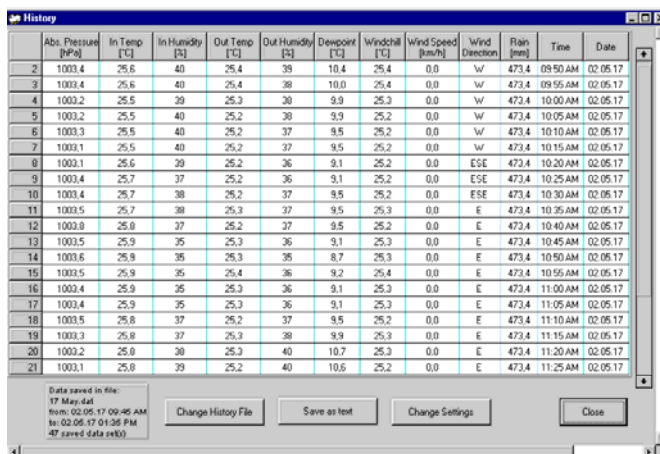 History
Abs. Pressure [hPa] In Temp [°C] In Humidity [%] Out Temp [°C] Out Humidity [%] Dewpoint [°C] Windchill [°C] Wind Speed [km/h] Wind Direction Rain [mm] Time Date
2 1003,4 25,6 40 25,4 39 10,4 25,4 0,0 W 473,4 09:50 AM 02.05.17
3 1003,4 25,6 40 25,4 38 10,0 25,4 0,0 W 473,4 09:55 AM 02.05.17
4 1003,2 25,5 39 25,3 38 9,9 25,3 0,0 W 473,4 10:00 AM 02.05.17
5 1003,2 25,5 40 25,2 38 9,9 25,2 0,0 W 473,4 10:05 AM 02.05.17
6 1003,3 25,5 40 25,2 37 9,5 25,2 0,0 W 473,4 10:10 AM 02.05.17
7 1003,1 25,5 40 25,2 37 9,5 25,2 0,0 W 473,4 10:15 AM 02.05.17
8 1003,1 25,6 39 25,2 36 9,1 25,2 0,0 ESE 473,4 10:20 AM 02.05.17
9 1003,4 25,7 37 25,2 36 9,1 25,2 0,0 ESE 473,4 10:25 AM 02.05.17
10 1003,4 25,7 38 25,2 37 9,5 25,2 0,0 ESE 473,4 10:30 AM 02.05.17
11 1003,5 25,7 38 25,3 37 9,5 25,3 0,0 E 473,4 10:35 AM 02.05.17
12 1003,8 25,8 37 25,2 37 9,5 25,2 0,0 E 473,4 10:40 AM 02.05.17
13 1003,5 25,9 35 25,3 36 9,1 25,3 0,0 E 473,4 10:45 AM 02.05.17
14 1003,6 25,9 35 25,3 35 8,7 25,3 0,0 E 473,4 10:50 AM 02.05.17
15 1003,5 25,9 35 25,4 36 9,2 25,4 0,0 E 473,4 10:55 AM 02.05.17
16 1003,4 25,9 35 25,3 36 9,1 25,3 0,0 E 473,4 11:00 AM 02.05.17
17 1003,4 25,9 35 25,3 36 9,1 25,3 0,0 E 473,4 11:05 AM 02.05.17
18 1003,5 25,8 37 25,2 37 9,5 25,2 0,0 E 473,4 11:10 AM 02.05.17
19 1003,3 25,8 37 25,3 38 9,9 25,3 0,0 E 473,4 11:15 AM 02.05.17
20 1003,2 25,8 38 25,3 40 10,7 25,3 0,0 E 473,4 11:20 AM 02.05.17
21 1003,1 25,8 39 25,2 40 10,6 25,2 0,0 E 473,4 11:25 AM 02.05.17
Data saved in file:
17 May.dat
from: 02.05.17 09:45 AM
to: 02.05.17 01:35 PM
47 saved data set(s)
Change History File Save as text Change Settings Close